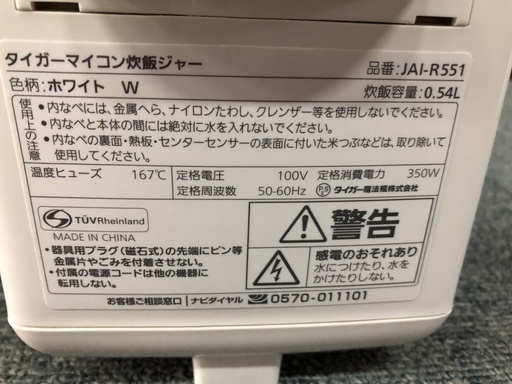 タイガーマイコン炊飯ジャー 品番:JAI-R551
色柄:ホワイト W 炊飯容量:0.54L
使用上の注意
・内なべには、金属へら、ナイロンたわし、クレンザー等を使用しないでください。
・内なべと本体の間には絶対に水を入れないでください。
・内なべの裏面・熱板・センターセンサーの表面に付いた米つぶなどは、取り除いて使用してください。
温度ヒューズ 167℃ 定格電圧 100V 定格消費電力 350W
定格周波数 50-60Hz PSE タイガー魔法瓶株式会社
TÜVRheinland
MADE IN CHINA
・器具用プラグ(磁石式)の先端にピン等
金属片やごみを付着させない。
・付属の電源コードは他の機器に
転用しない。
警告
感電のおそれあり
水につけたり、水を
かけたりしない。
お客様ご相談窓口 ナビダイヤル 0570-011101